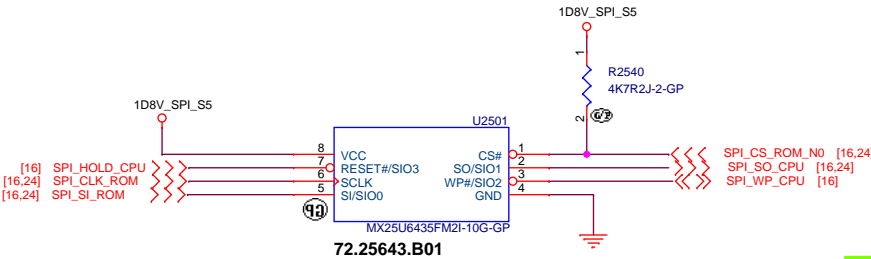 1D8V_SPI_S5
R2540
4K7R2J-2-GP
1
2
1D8V_SPI_S5
U2501
8 VCC CS# 1 SPI_CS_ROM_N0 [16,24
[16] SPI_HOLD_CPU 7 RESET#/SIO3 SO/SIO1 2 SPI_SO_CPU [16,24]
[16,24] SPI_CLK_ROM 6 SCLK WP#/SIO2 3 SPI_WP_CPU [16]
[16,24] SPI_SI_ROM 5 SI/SIO0 GND 4
MX25U6435FM2I-10G-GP
72.25643.B01